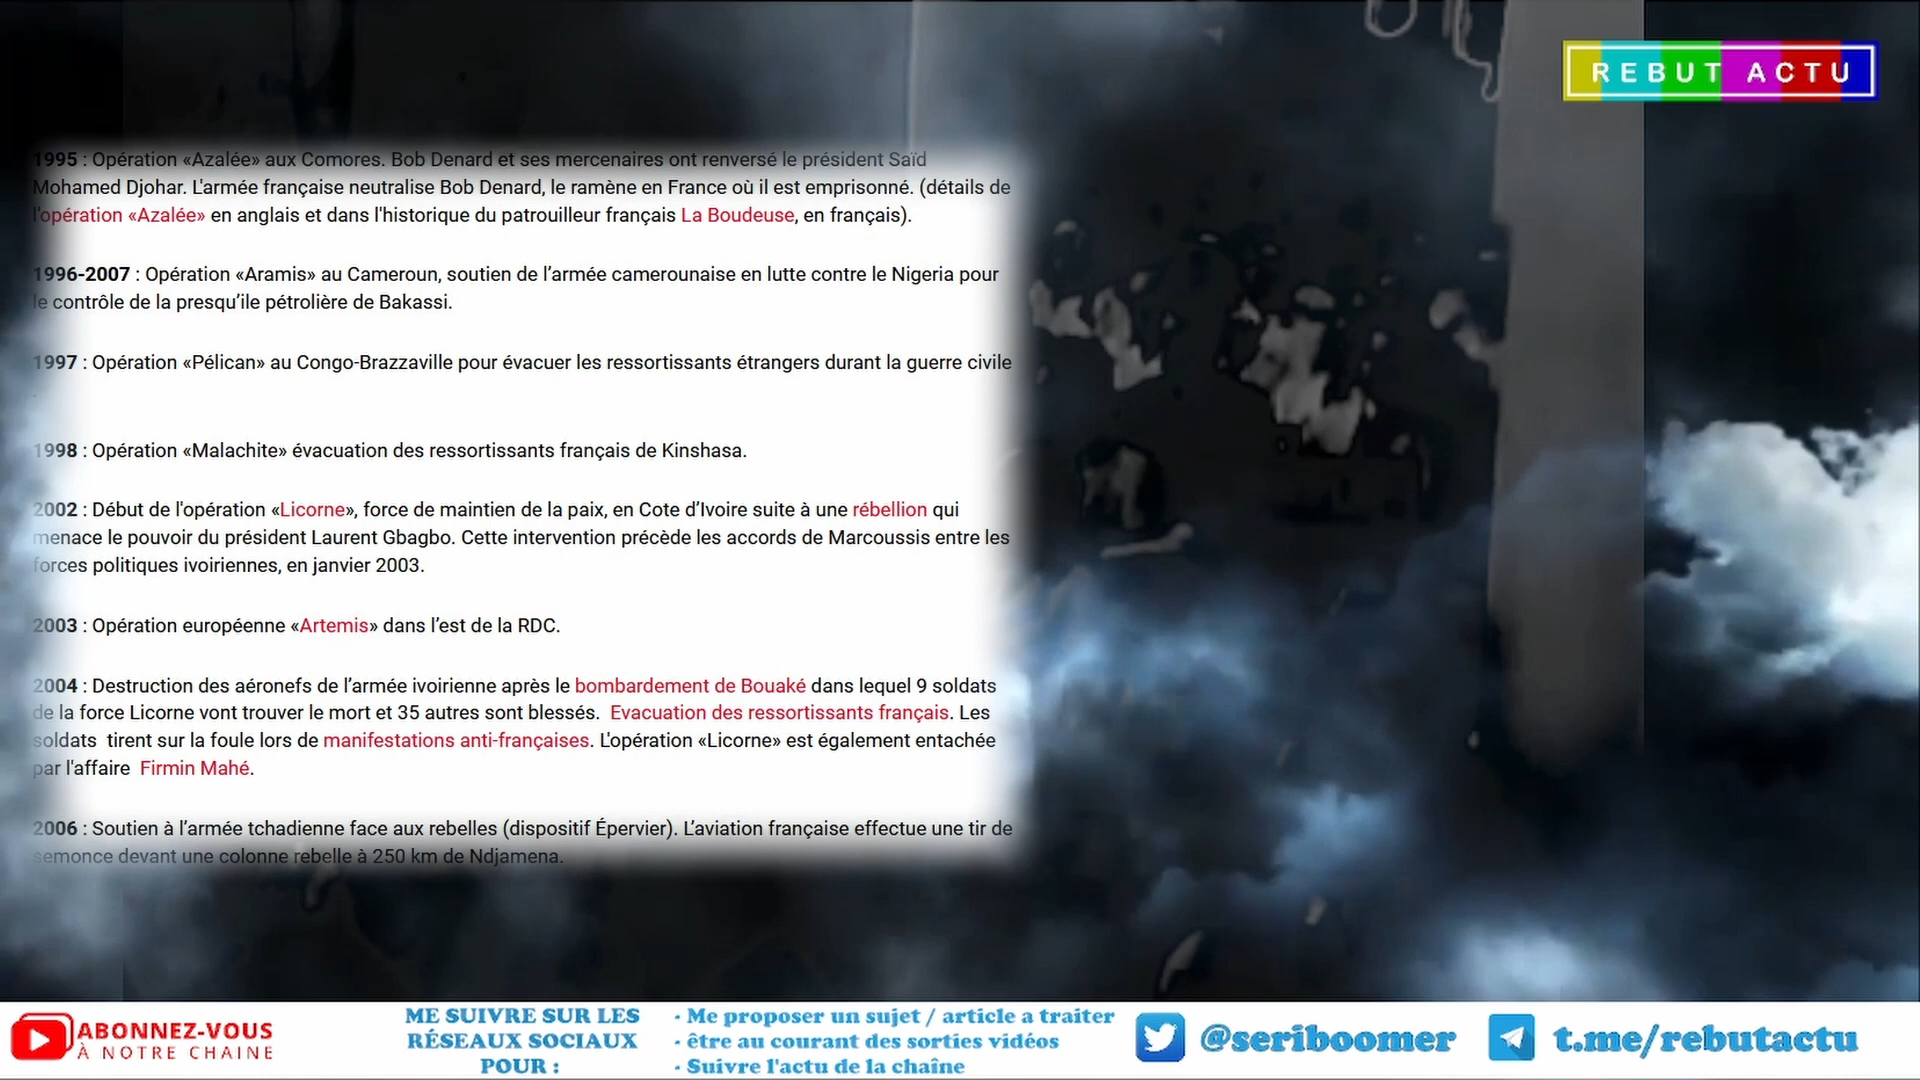 REBUT ACTU
1995 : Opération «Azalée» aux Comores. Bob Denard et ses mercenaires ont renversé le président Saïd
Mohamed Djohar. L'armée française neutralise Bob Denard, le ramène en France où il est emprisonné. (détails de
l'opération «Azalée» en anglais et dans l'historique du patrouilleur français La Boudeuse, en français).
1996-2007 : Opération «Aramis» au Cameroun, soutien de l’armée camerounaise en lutte contre le Nigeria pour
le contrôle de la presqu’ile pétrolière de Bakassi.
1997 : Opération «Pélican» au Congo-Brazzaville pour évacuer les ressortissants étrangers durant la guerre civile
.
1998 : Opération «Malachite» évacuation des ressortissants français de Kinshasa.
2002 : Début de l'opération «Licorne», force de maintien de la paix, en Cote d’Ivoire suite à une rébellion qui
menace le pouvoir du président Laurent Gbagbo. Cette intervention précède les accords de Marcoussis entre les
forces politiques ivoiriennes, en janvier 2003.
2003 : Opération européenne «Artemis» dans l’est de la RDC.
2004 : Destruction des aéronefs de l’armée ivoirienne après le bombardement de Bouaké dans lequel 9 soldats
de la force Licorne vont trouver le mort et 35 autres sont blessés. Evacuation des ressortissants français. Les
soldats tirent sur la foule lors de manifestations anti-françaises. L'opération «Licorne» est également entachée
par l'affaire Firmin Mahé.
2006 : Soutien à l’armée tchadienne face aux rebelles (dispositif Épervier). L’aviation française effectue une tir de
semonce devant une colonne rebelle à 250 km de Ndjamena.
ABONNEZ-VOUS
À NOTRE CHAINE
ME SUIVRE SUR LES
RÉSEAUX SOCIAUX
POUR :
- Me proposer un sujet / article a traiter
- être au courant des sorties vidéos
- Suivre l'actu de la chaîne
@seriboomer
t.me/rebutactu